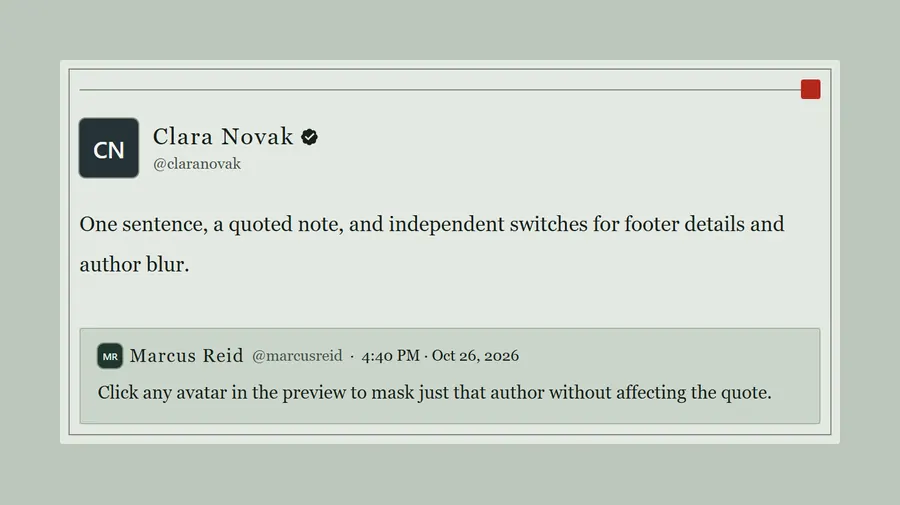 CN
Clara Novak
@claranovak
One sentence, a quoted note, and independent switches for footer details and
author blur.
MR Marcus Reid @marcusreid · 4:40 PM · Oct 26, 2026
Click any avatar in the preview to mask just that author without affecting the quote.